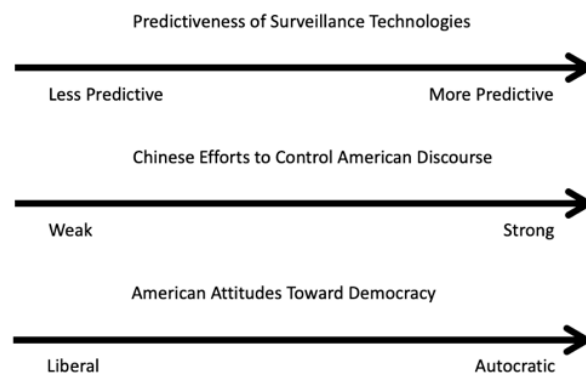 Predictiveness of Surveillance Technologies
Less Predictive More Predictive
Chinese Efforts to Control American Discourse
Weak Strong
American Attitudes Toward Democracy
Liberal Autocratic